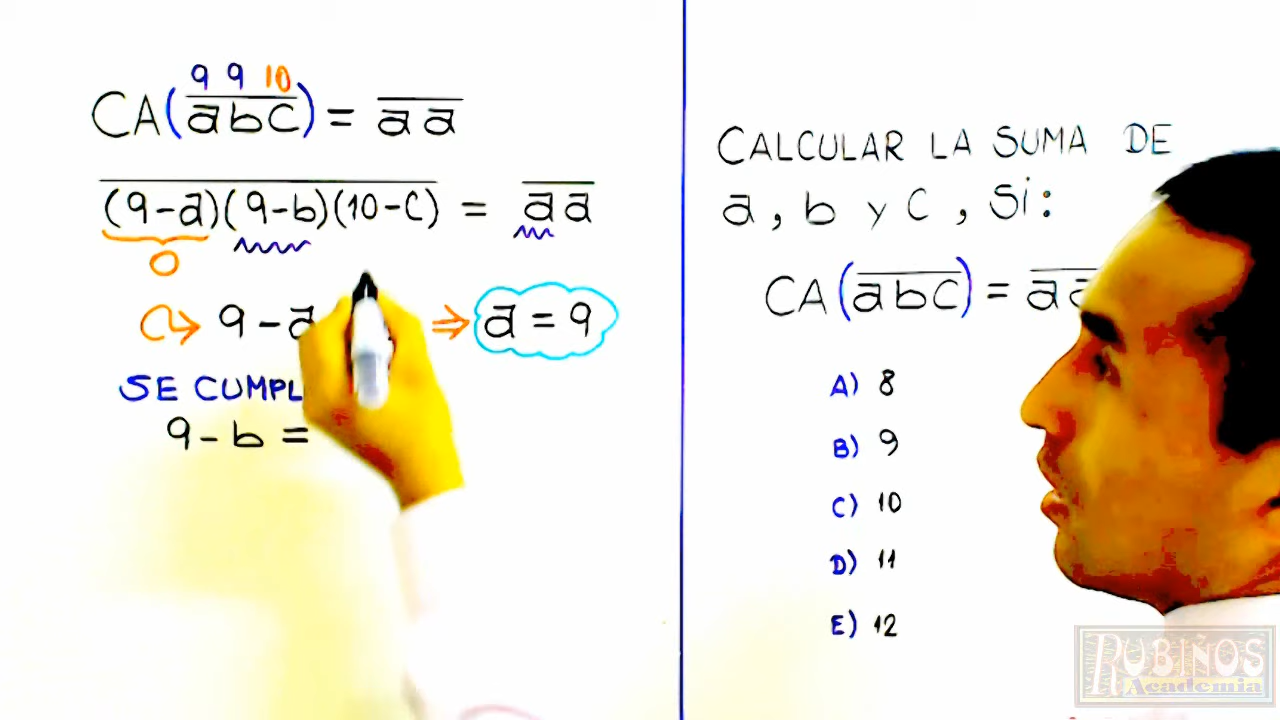 9 9 10
CA(abc) = aa
(9-a)(9-b)(10-c) = aa
0
9-a
⇒ a = 9
SE CUMPL
9-b =
CALCULAR LA SUMA DE
a, b y c, Si:
CA(abc) = aa
A) 8
B) 9
C) 10
D) 11
E) 12
RUBIÑOS
Academia